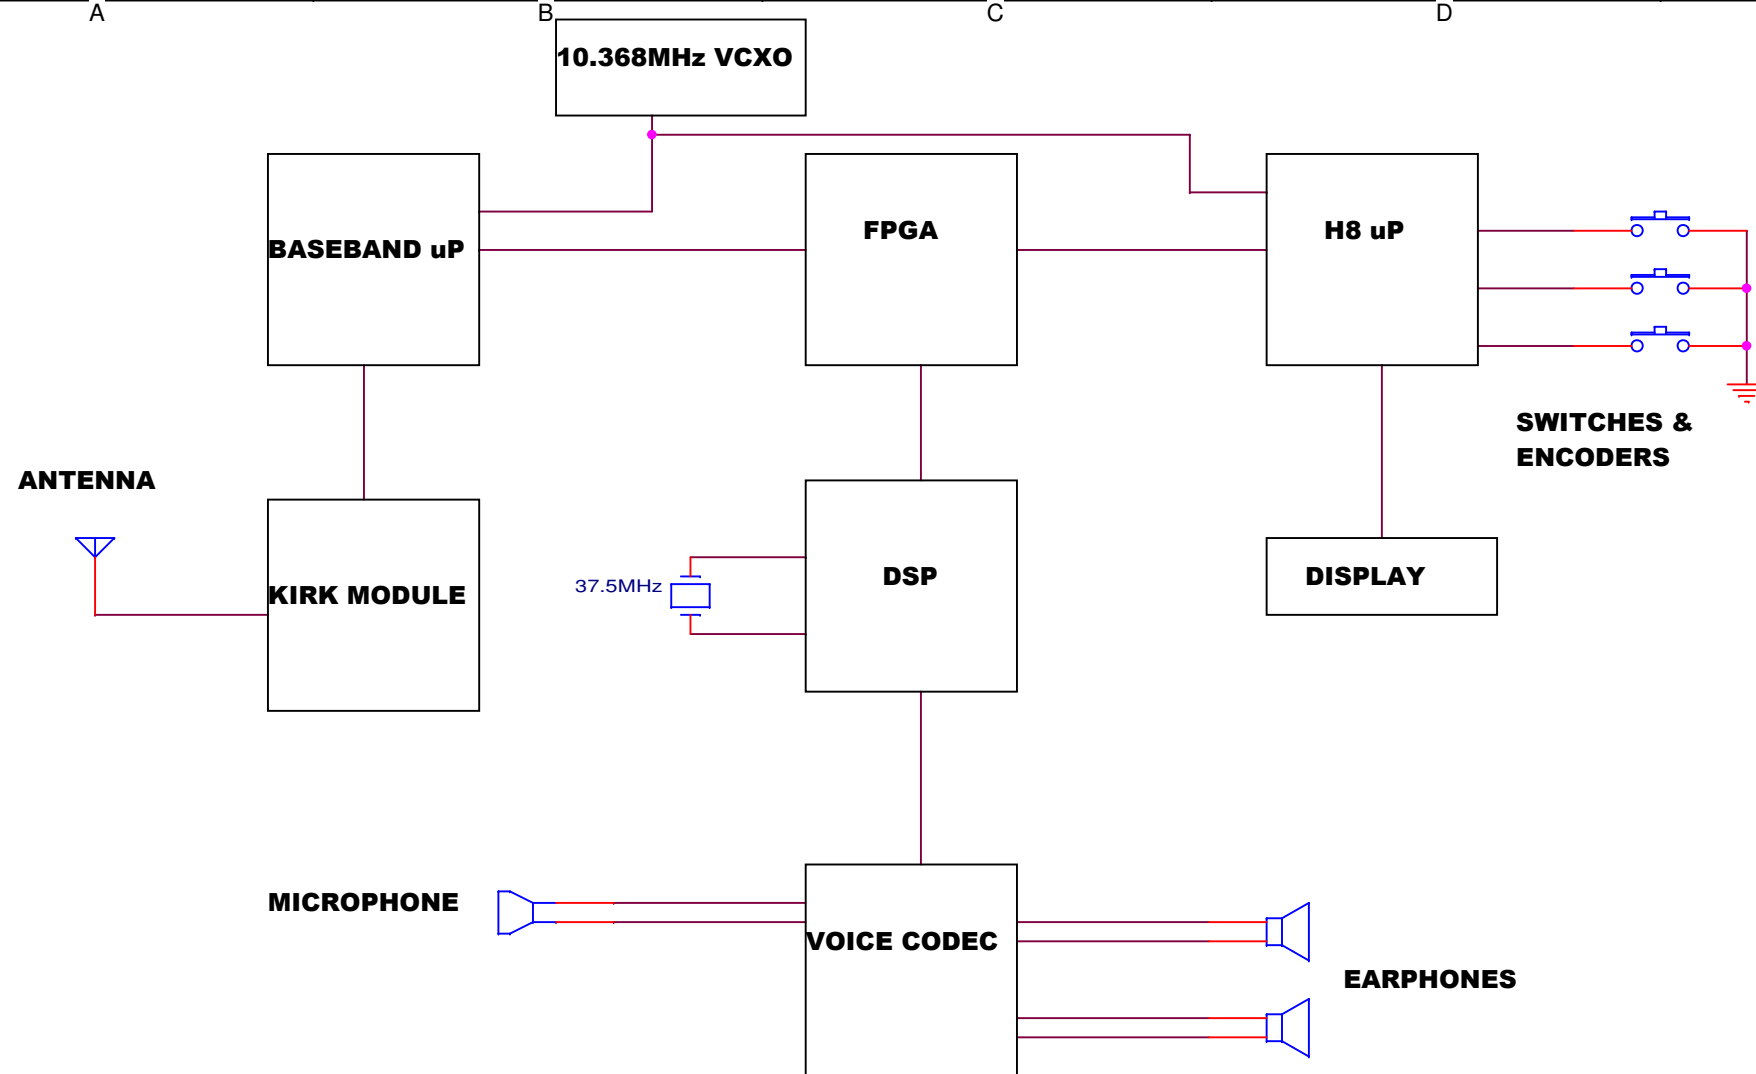 A B C D
10.368MHz VCXO
BASEBAND uP
FPGA
H8 uP
SWITCHES &
ENCODERS
ANTENNA
KIRK MODULE
37.5MHz
DSP
DISPLAY
MICROPHONE
VOICE CODEC
EARPHONES